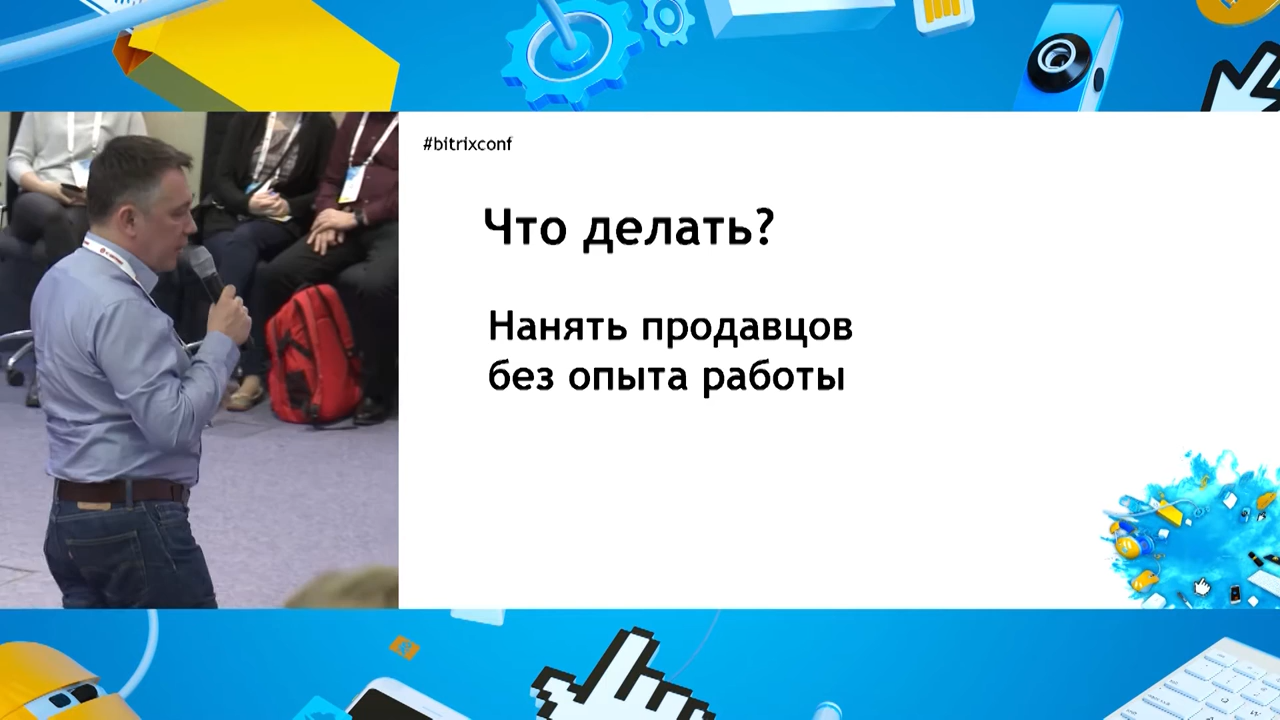 #bitrixconf
Что делать?
Нанять продавцов
без опыта работы